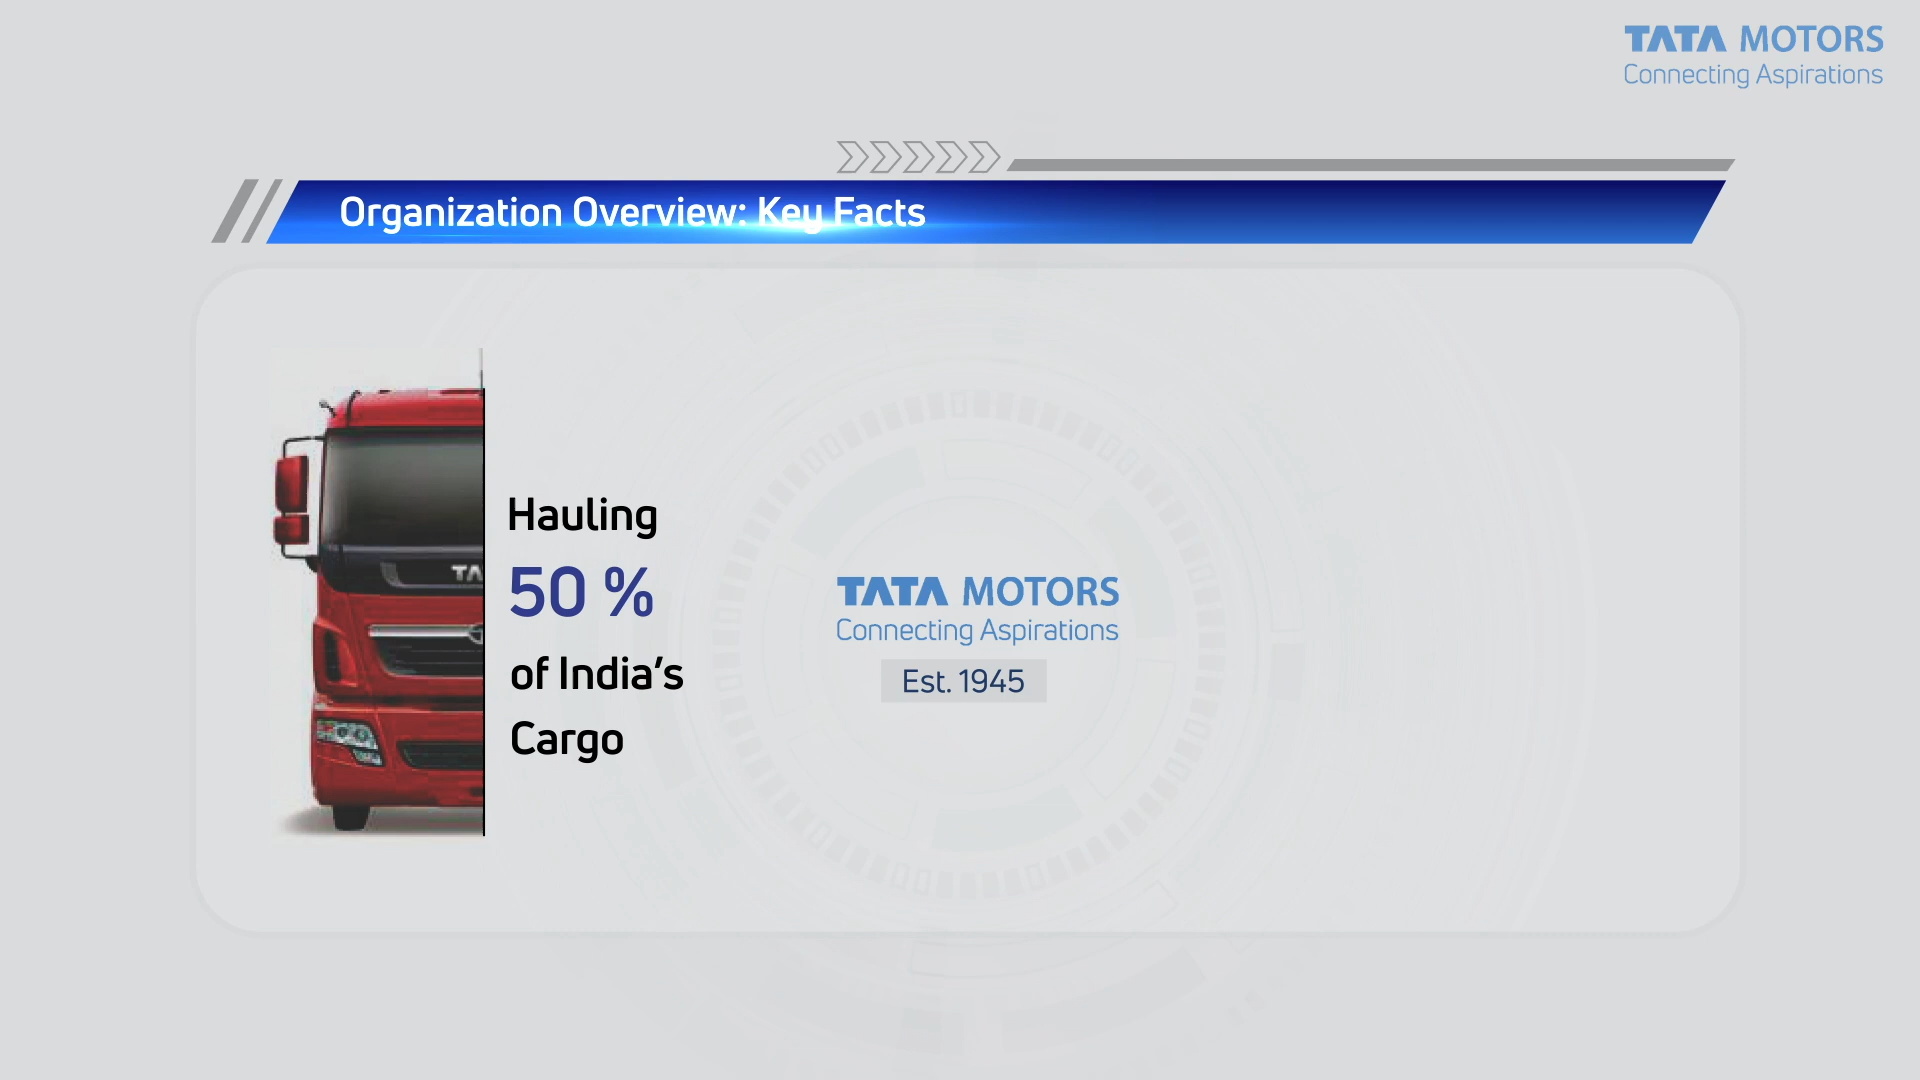 TATA MOTORS
Connecting Aspirations
Organization Overview: Key Facts
TA
Hauling
50 %
of India's
Cargo
TATA MOTORS
Connecting Aspirations
Est. 1945